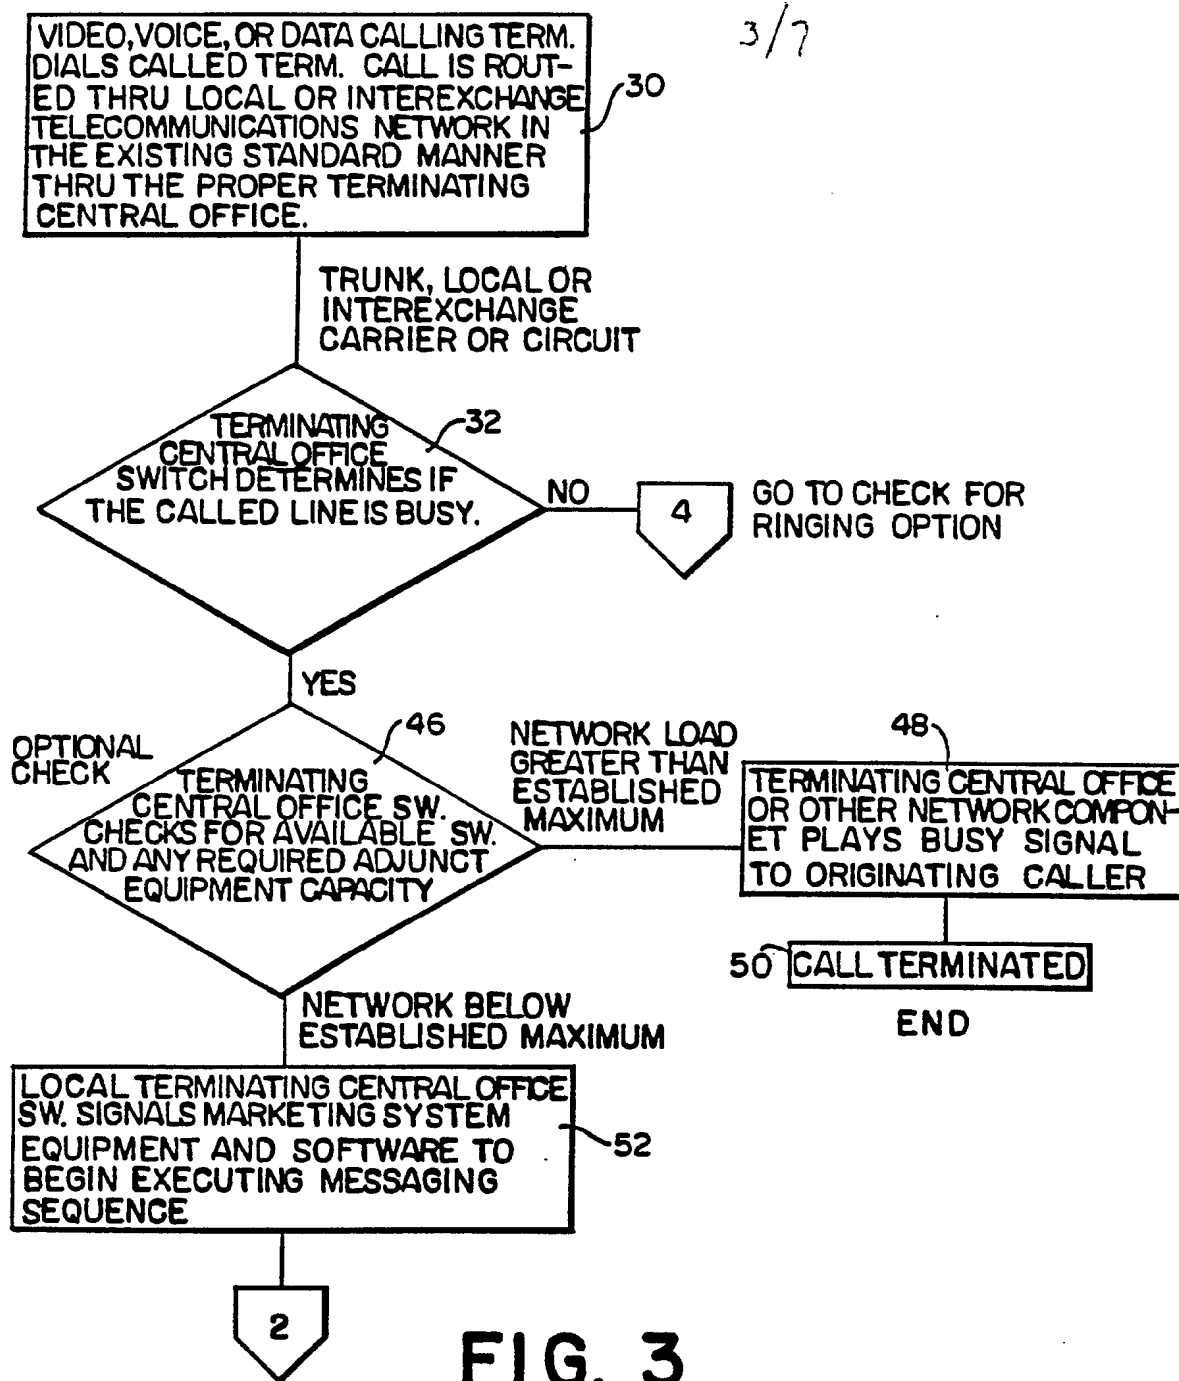 3/7
VIDEO, VOICE, OR DATA CALLING TERM.
DIALS CALLED TERM. CALL IS ROUT-
ED THRU LOCAL OR INTEREXCHANGE
TELECOMMUNICATIONS NETWORK IN
THE EXISTING STANDARD MANNER
THRU THE PROPER TERMINATING
CENTRAL OFFICE.
30
TRUNK, LOCAL OR
INTEREXCHANGE
CARRIER OR CIRCUIT
TERMINATING
CENTRAL OFFICE
SWITCH DETERMINES IF
THE CALLED LINE IS BUSY.
32
NO
4
GO TO CHECK FOR
RINGING OPTION
YES
OPTIONAL
CHECK
46
TERMINATING
CENTRAL OFFICE SW.
CHECKS FOR AVAILABLE SW.
AND ANY REQUIRED ADJUNCT
EQUIPMENT CAPACITY
NETWORK LOAD
GREATER THAN
ESTABLISHED
MAXIMUM
48
TERMINATING CENTRAL OFFICE
OR OTHER NETWORK COMPON-
ET PLAYS BUSY SIGNAL
TO ORIGINATING CALLER
50
CALL TERMINATED
END
NETWORK BELOW
ESTABLISHED MAXIMUM
LOCAL TERMINATING CENTRAL OFFICE
SW. SIGNALS MARKETING SYSTEM
EQUIPMENT AND SOFTWARE TO
BEGIN EXECUTING MESSAGING
SEQUENCE
52
2
FIG. 3